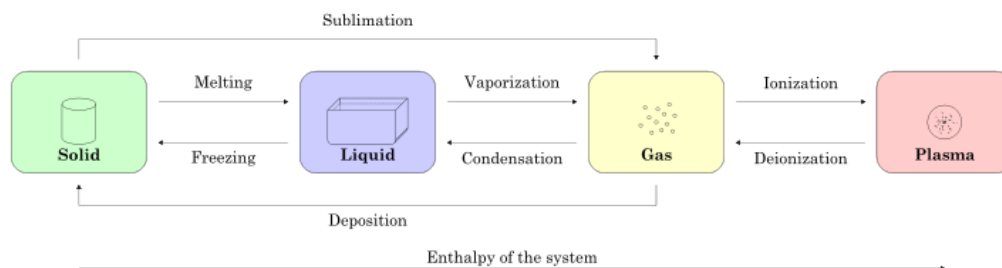 Sublimation
Melting
Vaporization
Ionization
Solid
Freezing
Liquid
Condensation
Gas
Deionization
Plasma
Deposition
Enthalpy of the system